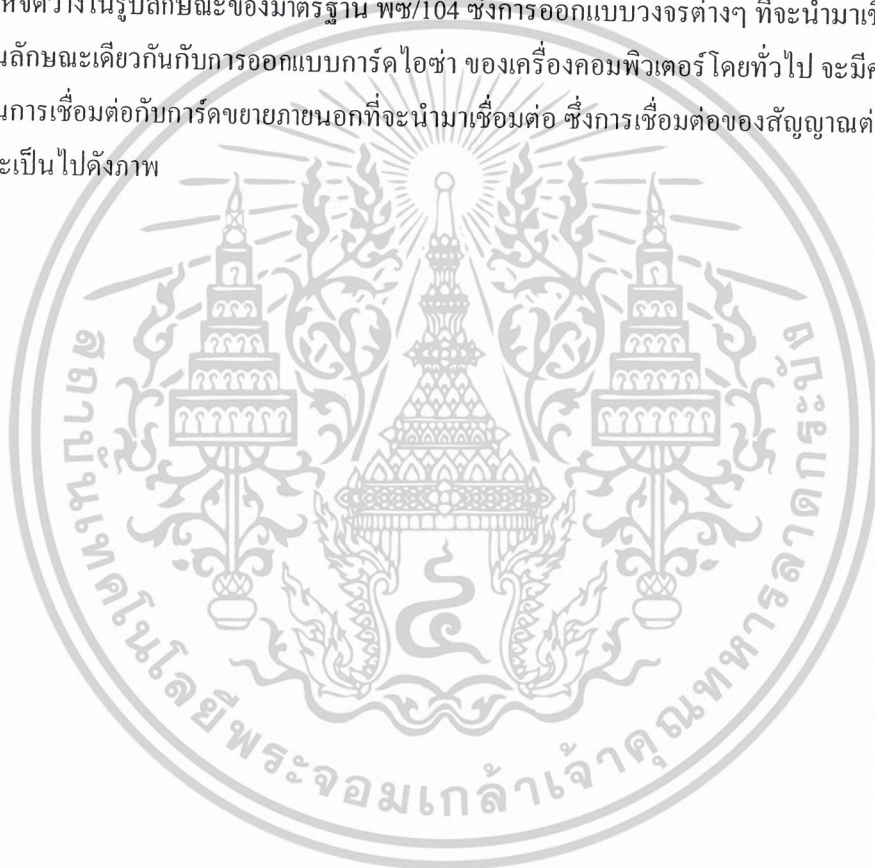 จัดวางในรูปลักษณะของมาตรฐาน พีซี/104 ซึ่งการออกแบบวงจรต่างๆ ที่จะนำมาเชื
ลักษณะเดียวกันกับการออกแบบการ์ดไอซ่า ของเครื่องคอมพิวเตอร์โดยทั่วไป จะมี
นการเชื่อมต่อกับการ์ดขยายภายนอกที่จะนำมาเชื่อมต่อ ซึ่งการเชื่อมต่อของสัญญาณต่
ะเป็นไปดังภาพ
สถาบันเทคโนโลยีพระจอมเกล้าเจ้าคุณทหารลาดกระบัง
๔